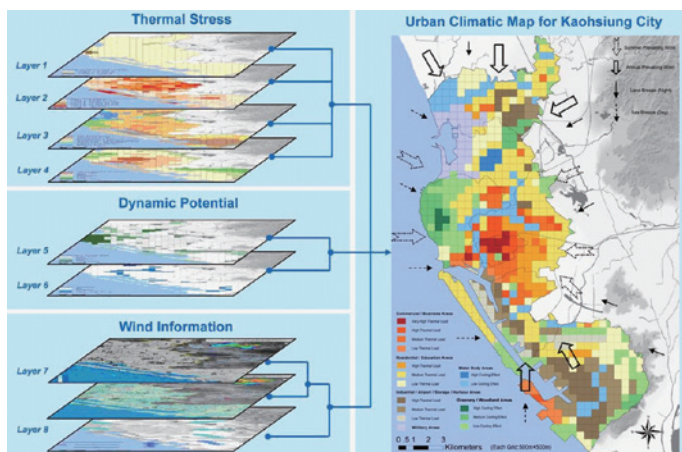 Thermal Stress
Layer 1
Layer 2
Layer 3
Layer 4
Dynamic Potential
Layer 5
Layer 6
Wind Information
Layer 7
Layer 8
Urban Climatic Map for Kaohsiung City
Summer Prevailing Wind
Annual Prevailing Wind
Land Breeze (Night)
Sea Breeze (Day)
Commercial / Business Areas
Very High Thermal Load
High Thermal Load
Medium Thermal Load
Low Thermal Load
Residential / Education Areas
High Thermal Load
Medium Thermal Load
Low Thermal Load
Industrial / Airport / Storage / Harbour Areas
High Thermal Load
Medium Thermal Load
Low Thermal Load
Military Areas
Water Body Areas
High Cooling Effect
Low Cooling Effect
Greenery / Woodland Areas
High Cooling Effect
Medium Cooling Effect
Low Cooling Effect
0 0.5 1 2 3
Kilometers (Each Grid:500m×500m)